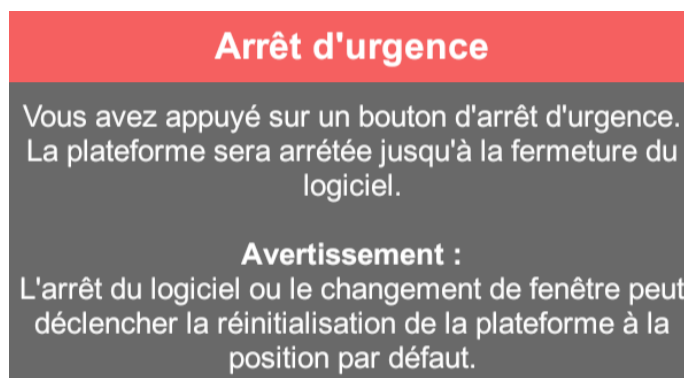 Arrêt d'urgence
Vous avez appuyé sur un bouton d'arrêt d'urgence.
La plateforme sera arrétée jusqu'à la fermeture du
logiciel.
Avertissement :
L'arrêt du logiciel ou le changement de fenêtre peut
déclencher la réinitialisation de la plateforme à la
position par défaut.